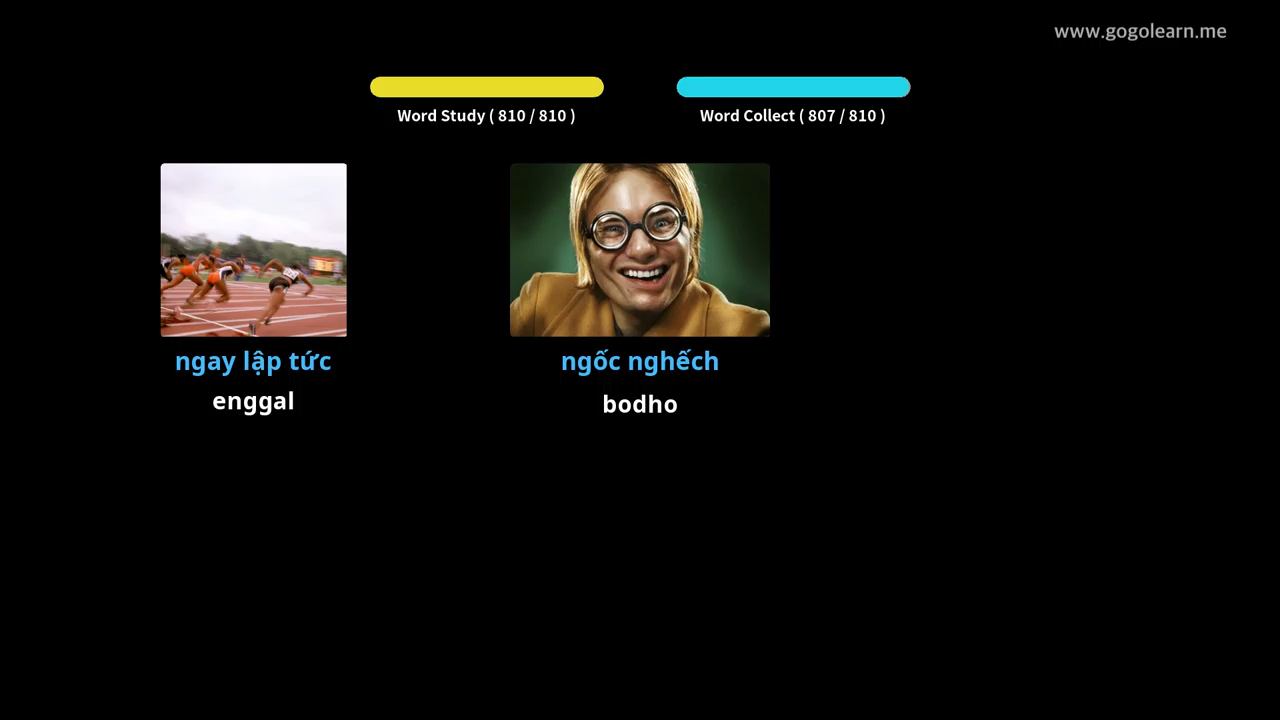 www.gogolearn.me
Word Study ( 810 / 810 )
Word Collect ( 807 / 810 )
ngay lập tức
enggal
ngốc nghếch
bodho